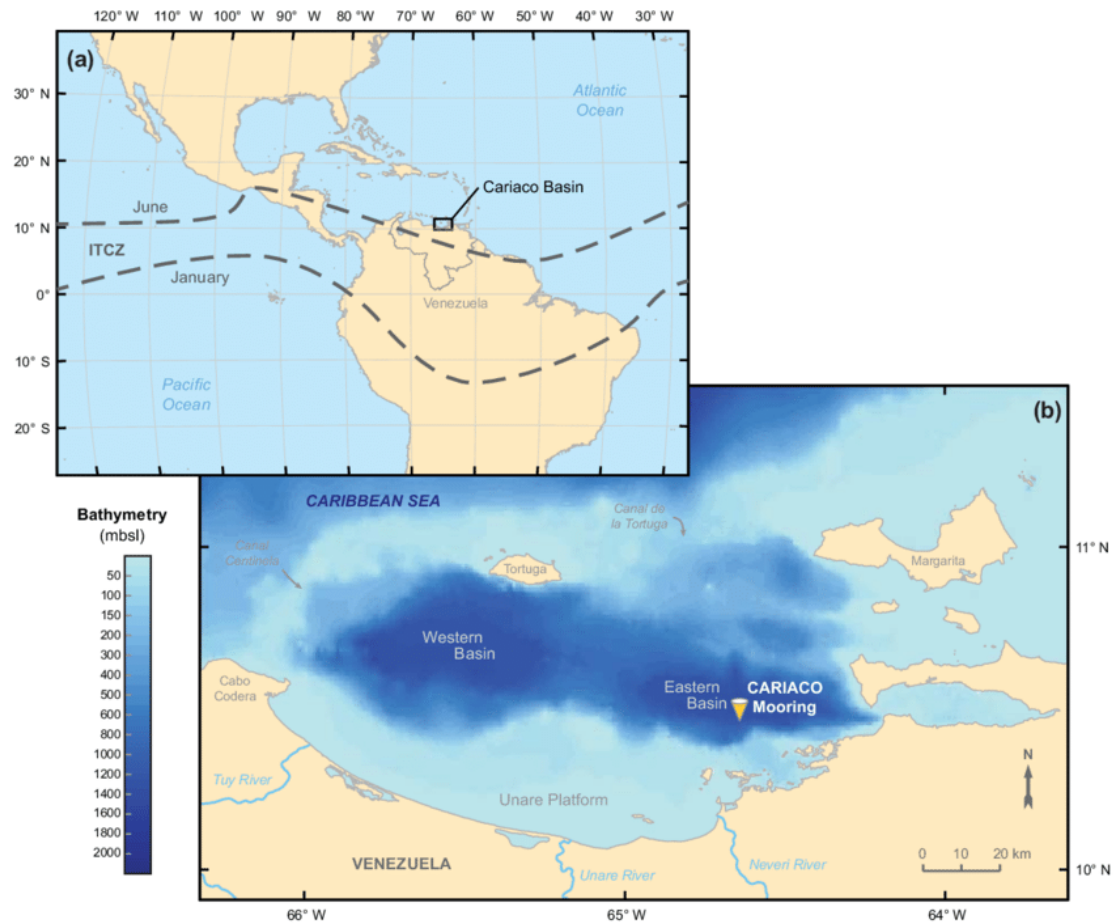 120° W
110° W
100° W
90° W
80° W
70° W
65° W
60° W
50° W
40° W
30° W
(a)
Atlantic
Ocean
30° N
20° N
Cariaco Basin
June
10° N
ITCZ
January
Venezuela
0°
10° S
Pacific
Ocean
20° S
(b)
CARIBBEAN SEA
Canal de
la Tortuga
Bathymetry
(mbsl)
50
100
150
200
300
400
500
600
800
1000
1200
1400
1600
1800
2000
Canal
Centinela
11° N
Tortuga
Margarita
Western
Basin
Cabo
Codera
Eastern
Basin
CARIACO
Mooring
N
Tuy River
Unare Platform
0 10 20 km
VENEZUELA
Unare River
Neverí River
10° N
66° W
65° W
64° W